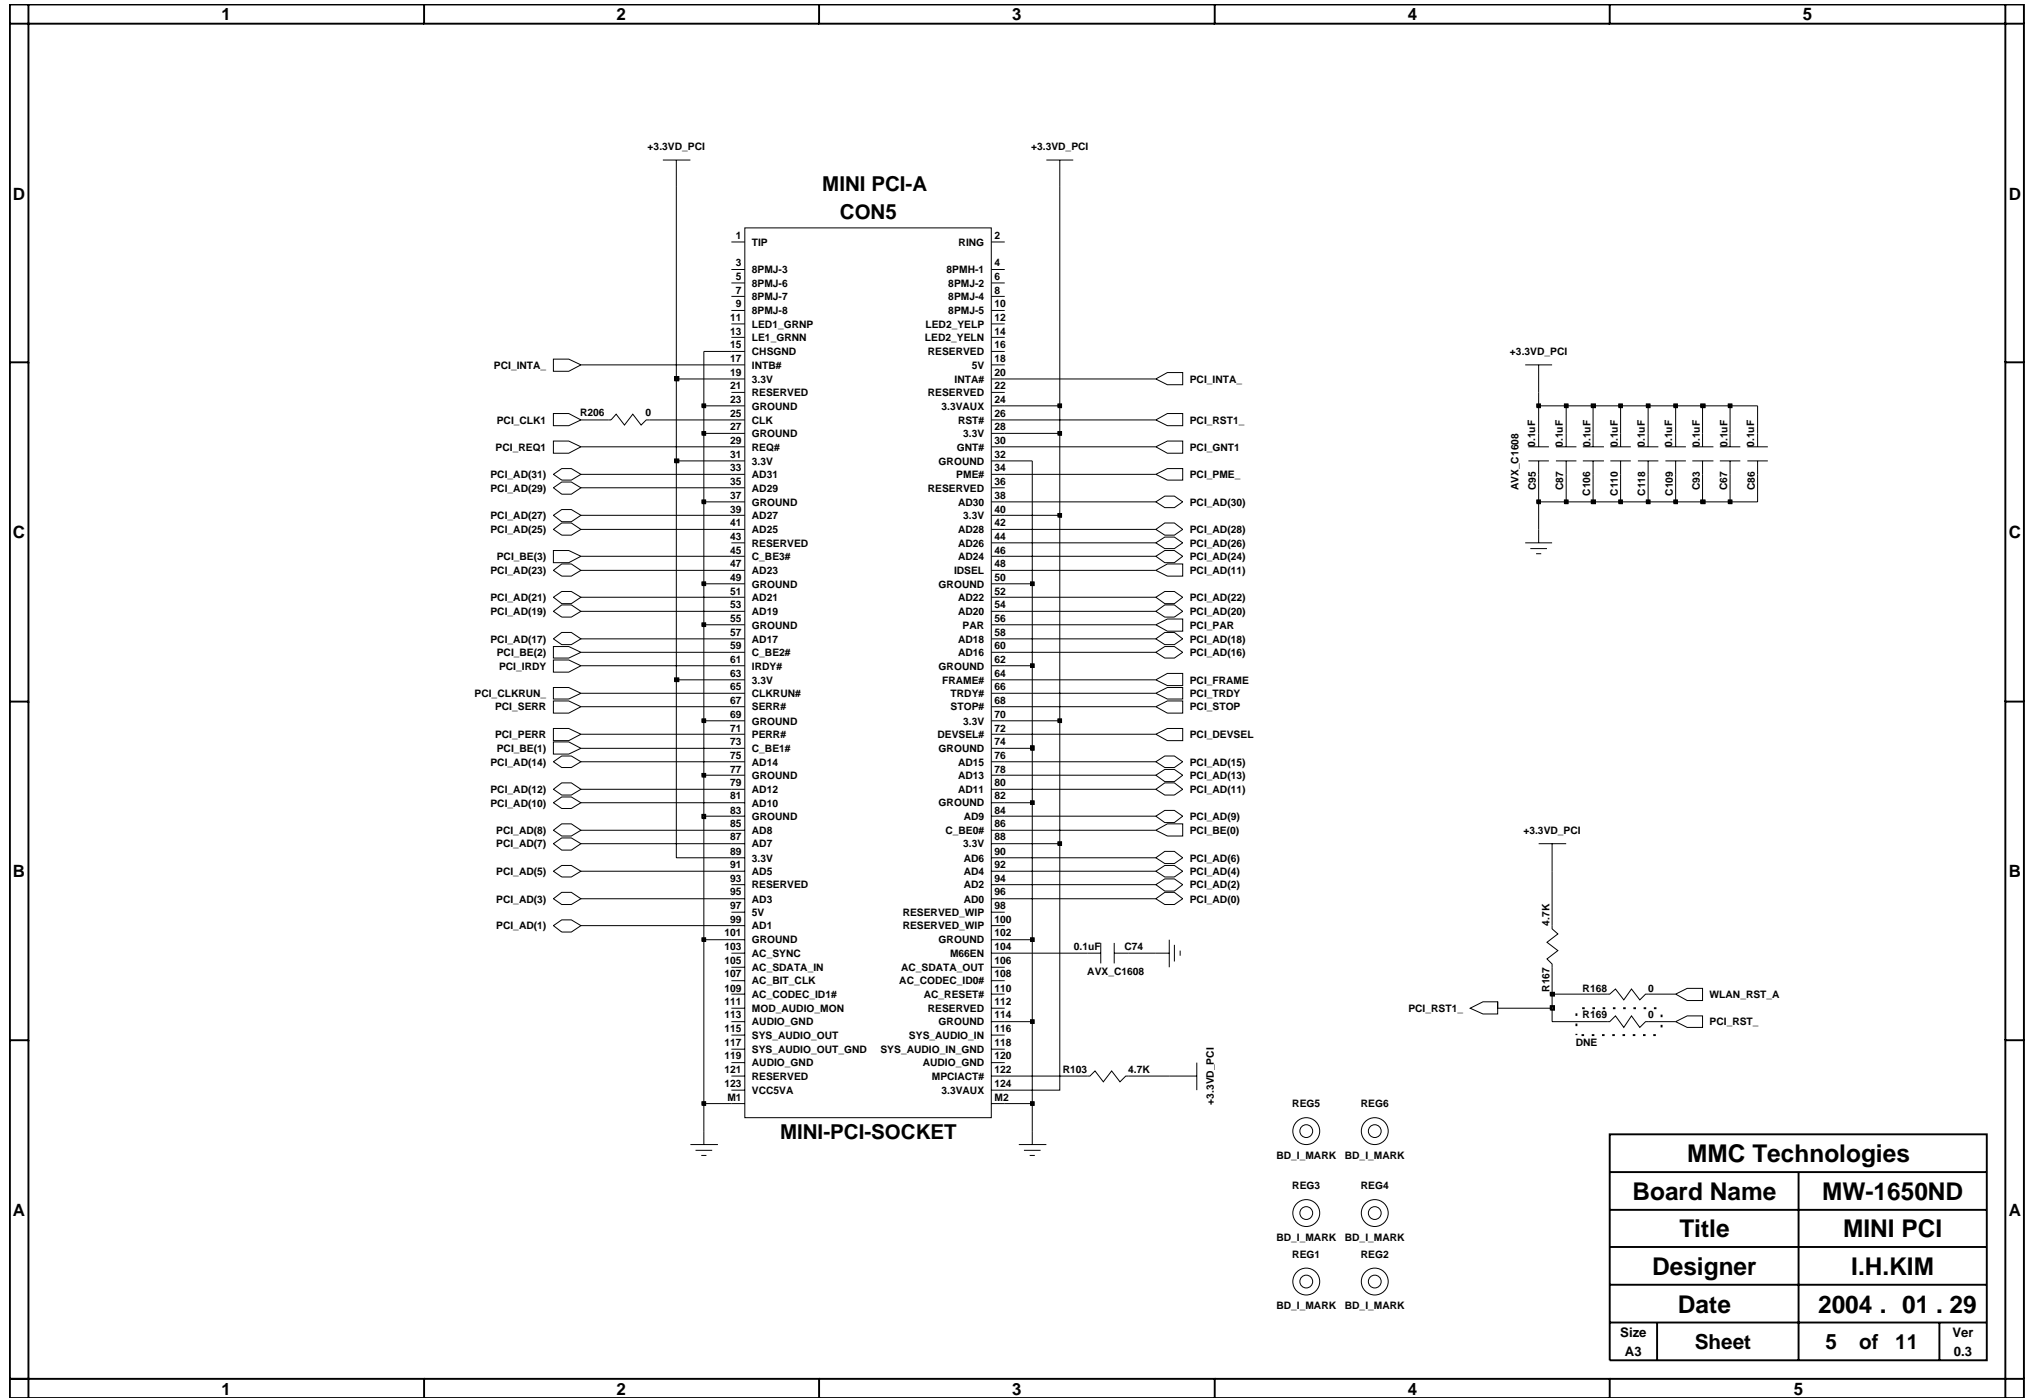 1 2 3 4 5
D D
C C
B B
A A
+3.3VD_PCI
+3.3VD_PCI
MINI PCI-A
CON5
1 TIP RING 2
3 8PMJ-3 8PMH-1 4
5 8PMJ-6 8PMJ-2 6
7 8PMJ-7 8PMJ-4 8
9 8PMJ-8 8PMJ-5 10
11 LED1_GRNP LED2_YELP 12
13 LE1_GRNN LED2_YELN 14
15 CHSGND RESERVED 16
PCI_INTA_ 17 INTB# 5V 18
19 3.3V INTA# 20 PCI_INTA_
21 RESERVED RESERVED 22
23 GROUND 3.3VAUX 24
PCI_CLK1 R206 0 25 CLK RST# 26 PCI_RST1_
27 GROUND 3.3V 28
PCI_REQ1 29 REQ# GNT# 30 PCI_GNT1
31 3.3V GROUND 32
PCI_AD(31) 33 AD31 PME# 34 PCI_PME_
PCI_AD(29) 35 AD29 RESERVED 36
37 GROUND AD30 38 PCI_AD(30)
PCI_AD(27) 39 AD27 3.3V 40
PCI_AD(25) 41 AD25 AD28 42 PCI_AD(28)
43 RESERVED AD26 44 PCI_AD(26)
PCI_BE(3) 45 C_BE3# AD24 46 PCI_AD(24)
PCI_AD(23) 47 AD23 IDSEL 48 PCI_AD(11)
49 GROUND GROUND 50
PCI_AD(21) 51 AD21 AD22 52 PCI_AD(22)
PCI_AD(19) 53 AD19 AD20 54 PCI_AD(20)
55 GROUND PAR 56 PCI_PAR
PCI_AD(17) 57 AD17 AD18 58 PCI_AD(18)
PCI_BE(2) 59 C_BE2# AD16 60 PCI_AD(16)
PCI_IRDY 61 IRDY# GROUND 62
63 3.3V FRAME# 64 PCI_FRAME
PCI_CLKRUN_ 65 CLKRUN# TRDY# 66 PCI_TRDY
PCI_SERR 67 SERR# STOP# 68 PCI_STOP
69 GROUND 3.3V 70
PCI_PERR 71 PERR# DEVSEL# 72 PCI_DEVSEL
PCI_BE(1) 73 C_BE1# GROUND 74
PCI_AD(14) 75 AD14 AD15 76 PCI_AD(15)
77 GROUND AD13 78 PCI_AD(13)
PCI_AD(12) 79 AD12 AD11 80 PCI_AD(11)
PCI_AD(10) 81 AD10 GROUND 82
83 GROUND AD9 84 PCI_AD(9)
PCI_AD(8) 85 AD8 C_BE0# 86 PCI_BE(0)
PCI_AD(7) 87 AD7 3.3V 88
89 3.3V AD6 90 PCI_AD(6)
PCI_AD(5) 91 AD5 AD4 92 PCI_AD(4)
93 RESERVED AD2 94 PCI_AD(2)
PCI_AD(3) 95 AD3 AD0 96 PCI_AD(0)
97 5V RESERVED_WIP 98
PCI_AD(1) 99 AD1 RESERVED_WIP 100
101 GROUND GROUND 102
103 AC_SYNC M66EN 104 0.1uF C74
AVX_C1608
105 AC_SDATA_IN AC_SDATA_OUT 106
107 AC_BIT_CLK AC_CODEC_ID0# 108
109 AC_CODEC_ID1# AC_RESET# 110
111 MOD_AUDIO_MON RESERVED 112
113 AUDIO_GND GROUND 114
115 SYS_AUDIO_OUT SYS_AUDIO_IN 116
117 SYS_AUDIO_OUT_GND SYS_AUDIO_IN_GND 118
119 AUDIO_GND AUDIO_GND 120
121 RESERVED MPCIACT# 122 R103 4.7K +3.3VD_PCI
123 VCC5VA 3.3VAUX 124
M1 M2
MINI-PCI-SOCKET
+3.3VD_PCI
0.1uF 0.1uF 0.1uF 0.1uF 0.1uF 0.1uF 0.1uF 0.1uF 0.1uF
AVX_C1608
C95 C87 C106 C110 C118 C109 C93 C67 C86
+3.3VD_PCI
4.7K
R167
R168 0 WLAN_RST_A
PCI_RST1_
R169 0 PCI_RST_
DNE
REG5 REG6
BD_I_MARK BD_I_MARK
REG3 REG4
BD_I_MARK BD_I_MARK
REG1 REG2
BD_I_MARK BD_I_MARK
MMC Technologies
Board Name MW-1650ND
Title MINI PCI
Designer I.H.KIM
Date 2004 . 01 . 29
Size A3 Sheet 5 of 11 Ver 0.3
1 2 3 4 5